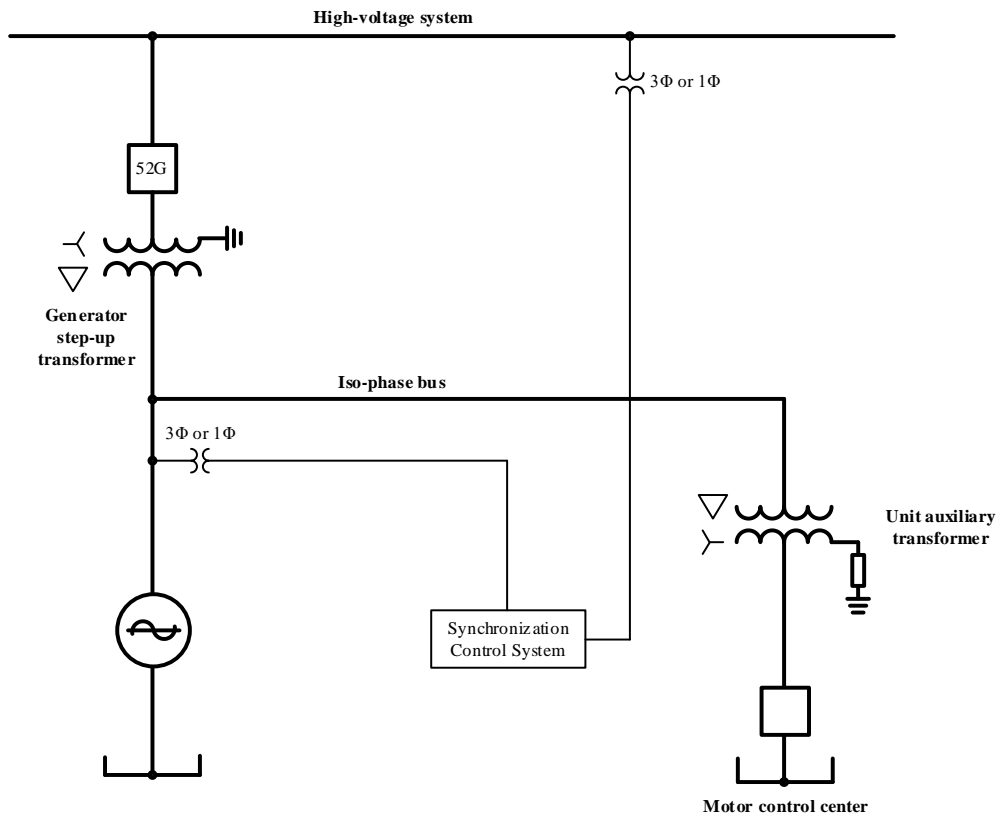 High-voltage system
3Φ or 1Φ
52G
Generator
step-up
transformer
Iso-phase bus
3Φ or 1Φ
Unit auxiliary
transformer
Synchronization
Control System
Motor control center